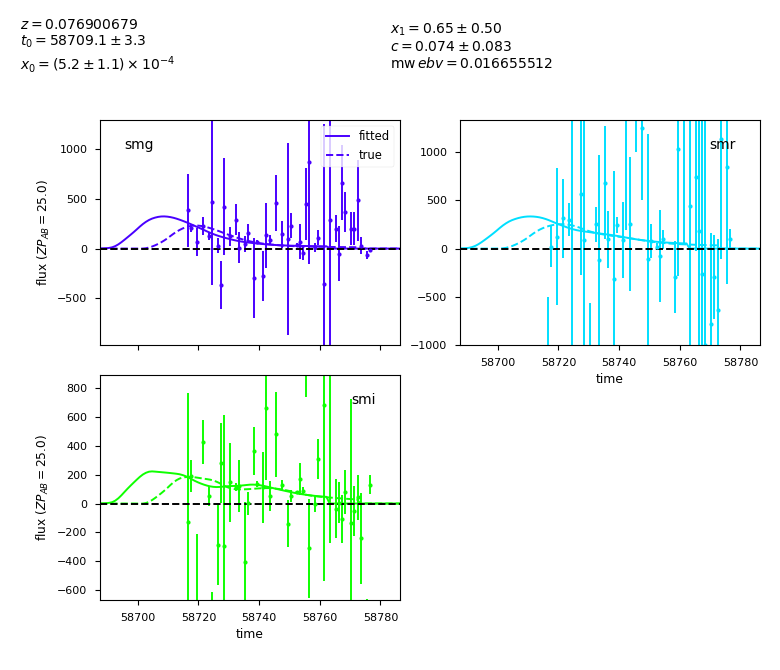 z = 0.076900679
t₀ = 58709.1 ± 3.3
x₀ = (5.2 ± 1.1) × 10⁻⁴
x₁ = 0.65 ± 0.50
c = 0.074 ± 0.083
mw ebv = 0.016655512
smg
fitted
true
1000
500
0
−500
flux (ZP_AB = 25.0)
smr
1000
500
0
−500
−1000
58700 58720 58740 58760 58780
time
smi
800
600
400
200
0
−200
−400
−600
flux (ZP_AB = 25.0)
58700 58720 58740 58760 58780
time